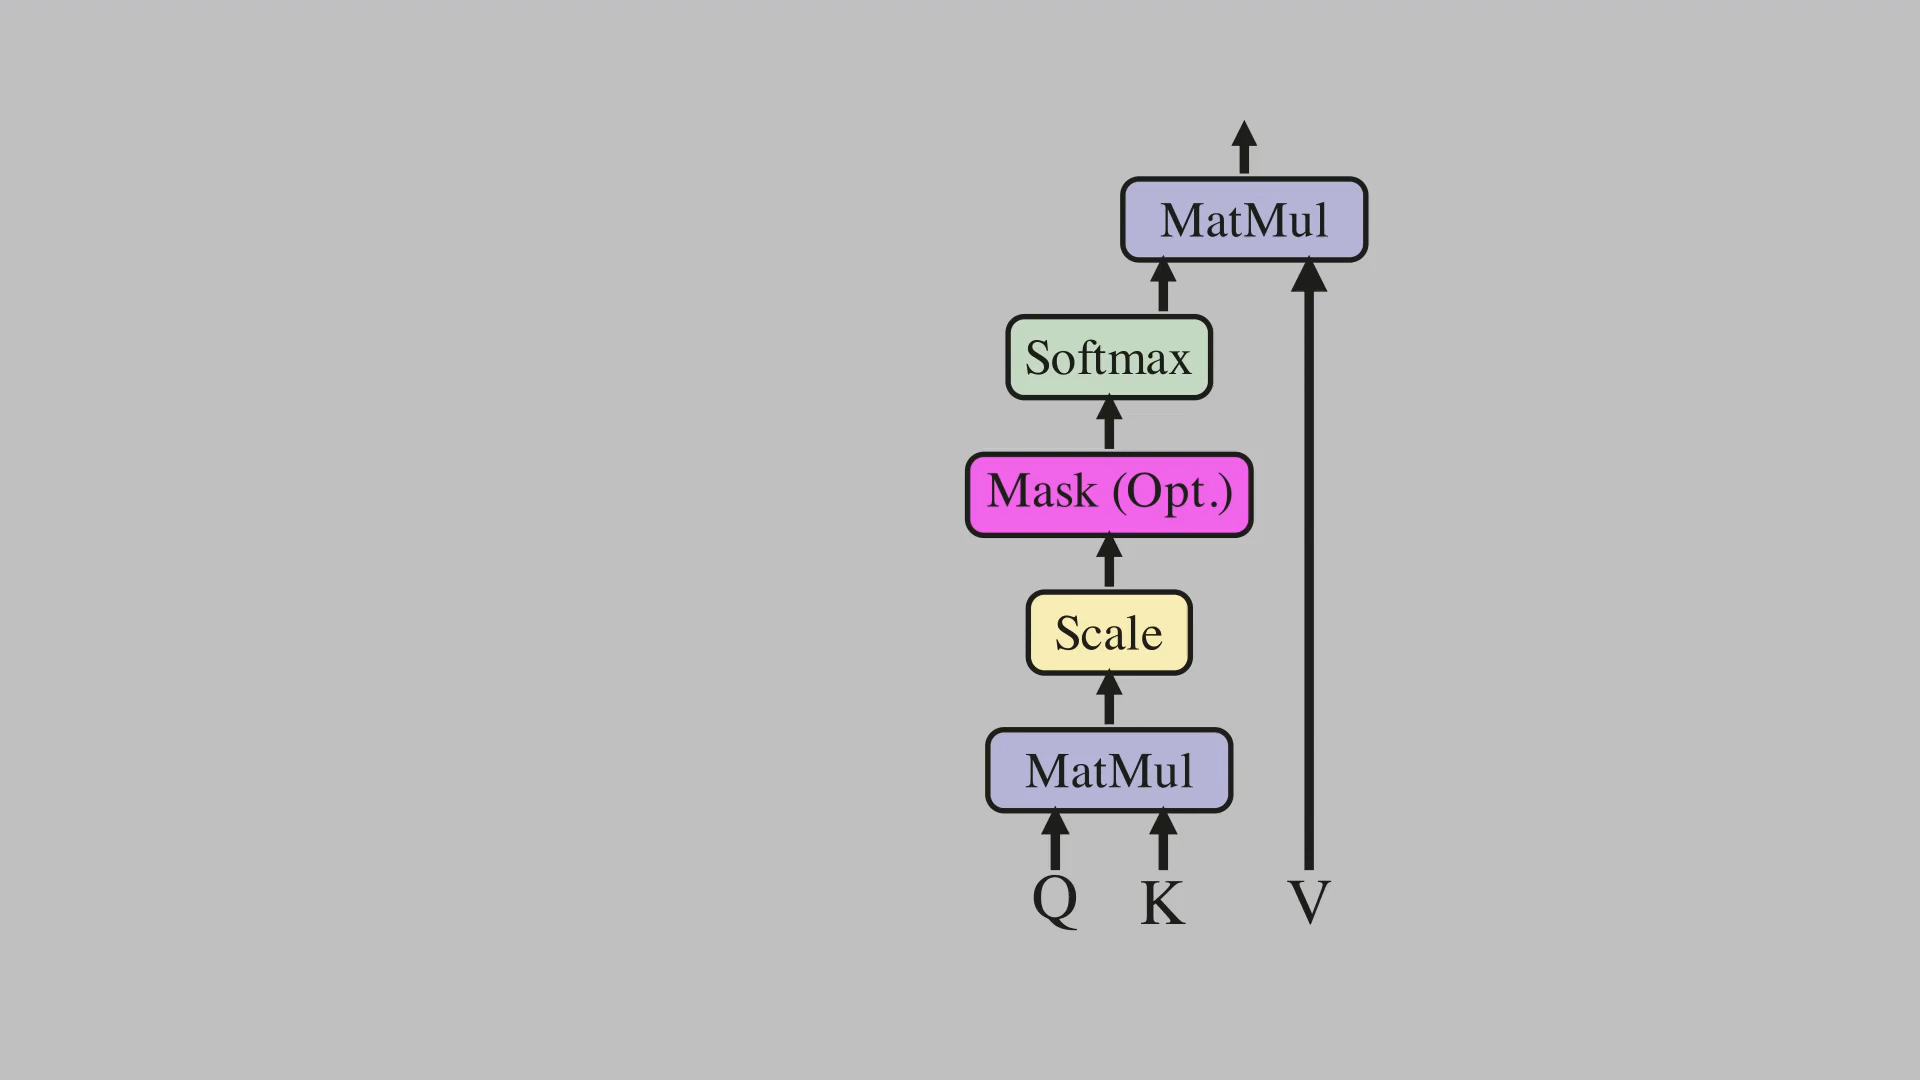 MatMul
Softmax
Mask (Opt.)
Scale
MatMul
Q K V